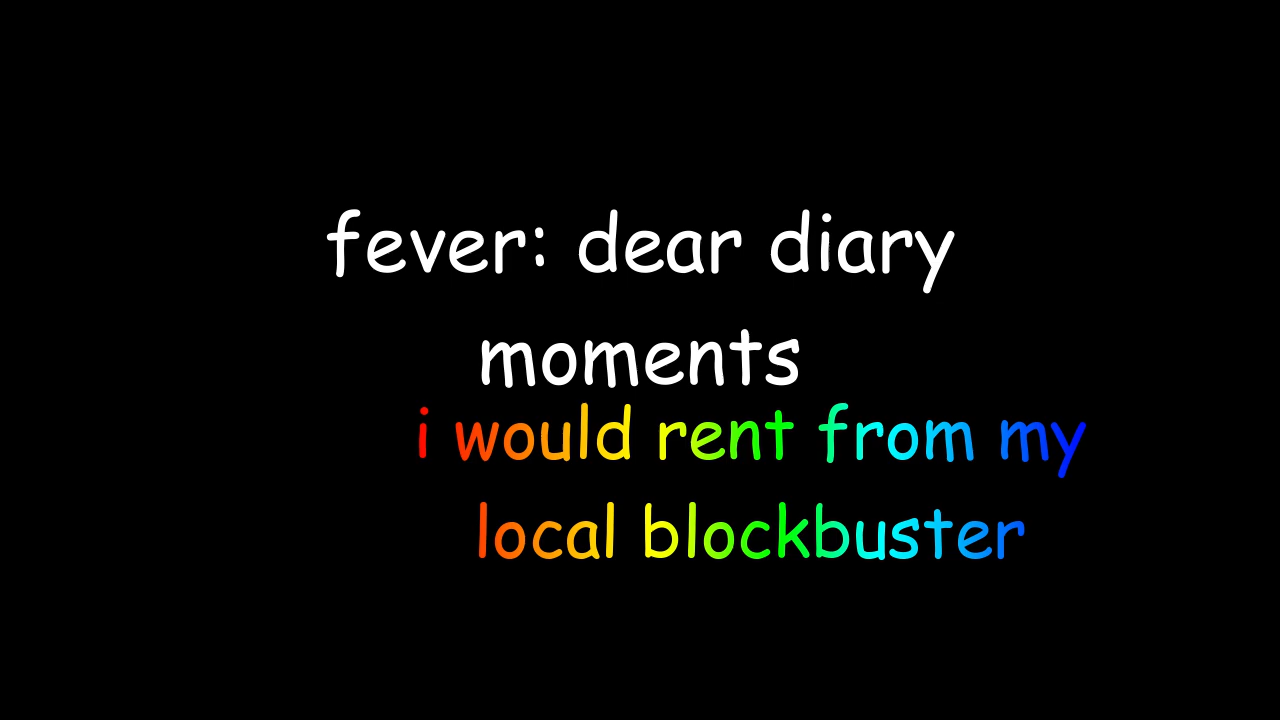 fever: dear diary
moments
i would rent from my
local blockbuster